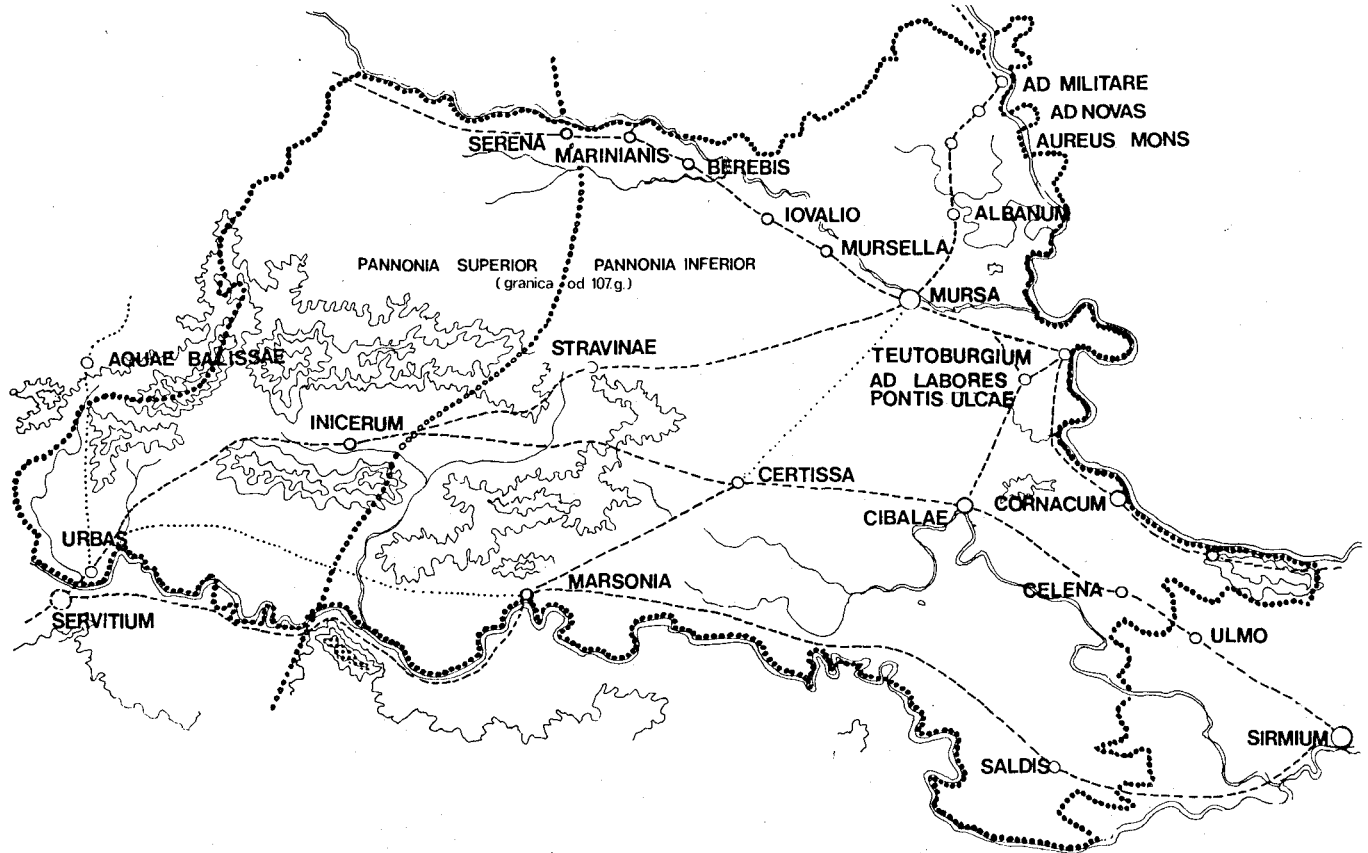 AD MILITARE
AD NOVAS
AUREUS MONS
SERENA
MARINIANIS
BEREBIS
IOVALIO
ALBANUM
MURSELLA
PANNONIA SUPERIOR PANNONIA INFERIOR
(granica od 107.g.)
MURSA
AQUAE BALISSAE
STRAVINAE
TEUTOBURGIUM
AD LABORES
PONTIS ULCAE
INICERUM
CERTISSA
CIBALAE
CORNACUM
URBAS
MARSONIA
CELENA
SERVITIUM
ULMO
SIRMIUM
SALDIS